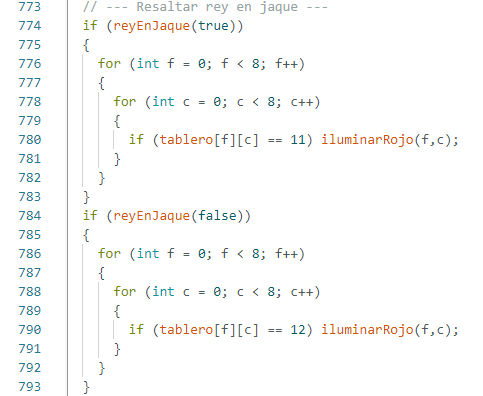 773 // --- Resaltar rey en jaque ---
774 if (reyEnJaque(true))
775 {
776 for (int f = 0; f < 8; f++)
777 {
778 for (int c = 0; c < 8; c++)
779 {
780 if (tablero[f][c] == 11) iluminarRojo(f,c);
781 }
782 }
783 }
784 if (reyEnJaque(false))
785 {
786 for (int f = 0; f < 8; f++)
787 {
788 for (int c = 0; c < 8; c++)
789 {
790 if (tablero[f][c] == 12) iluminarRojo(f,c);
791 }
792 }
793 }